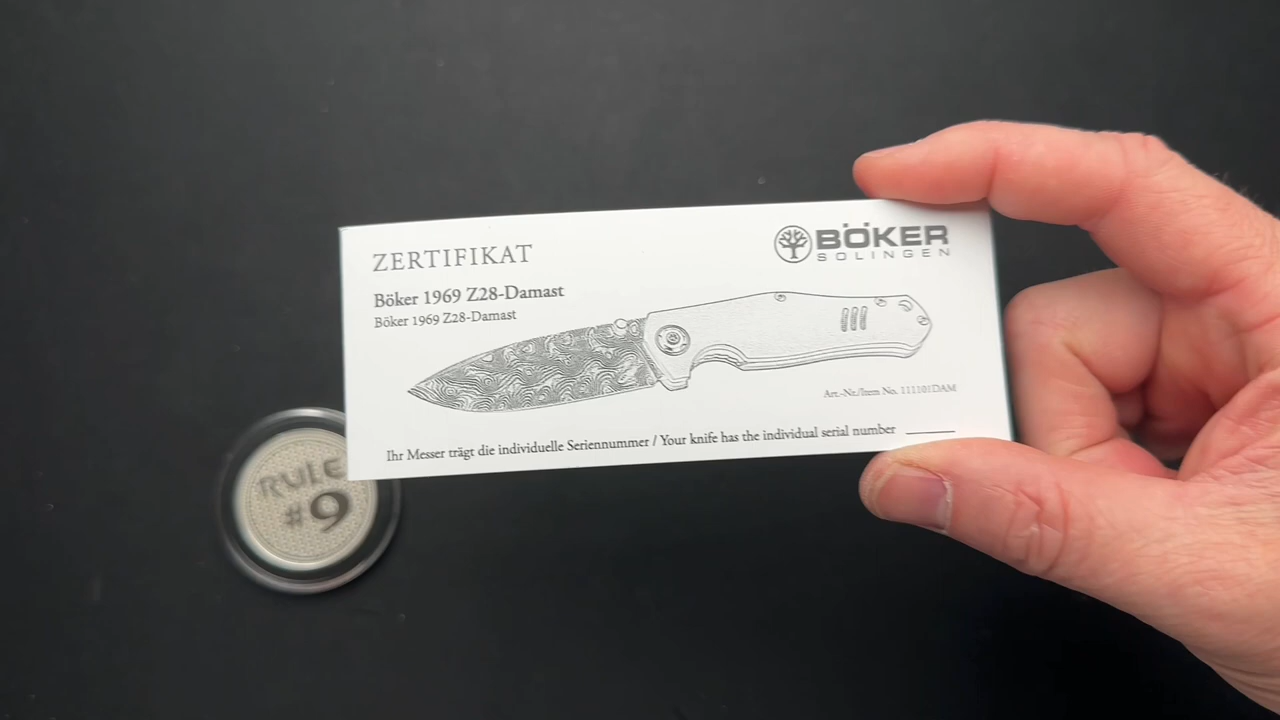 ZERTIFIKAT
BÖKER
SOLINGEN
Böker 1969 Z28-Damast
Böker 1969 Z28-Damast
Art.-Nr./Item No. 111101DAM
Ihr Messer trägt die individuelle Seriennummer / Your knife has the individual serial number
RULE
#9